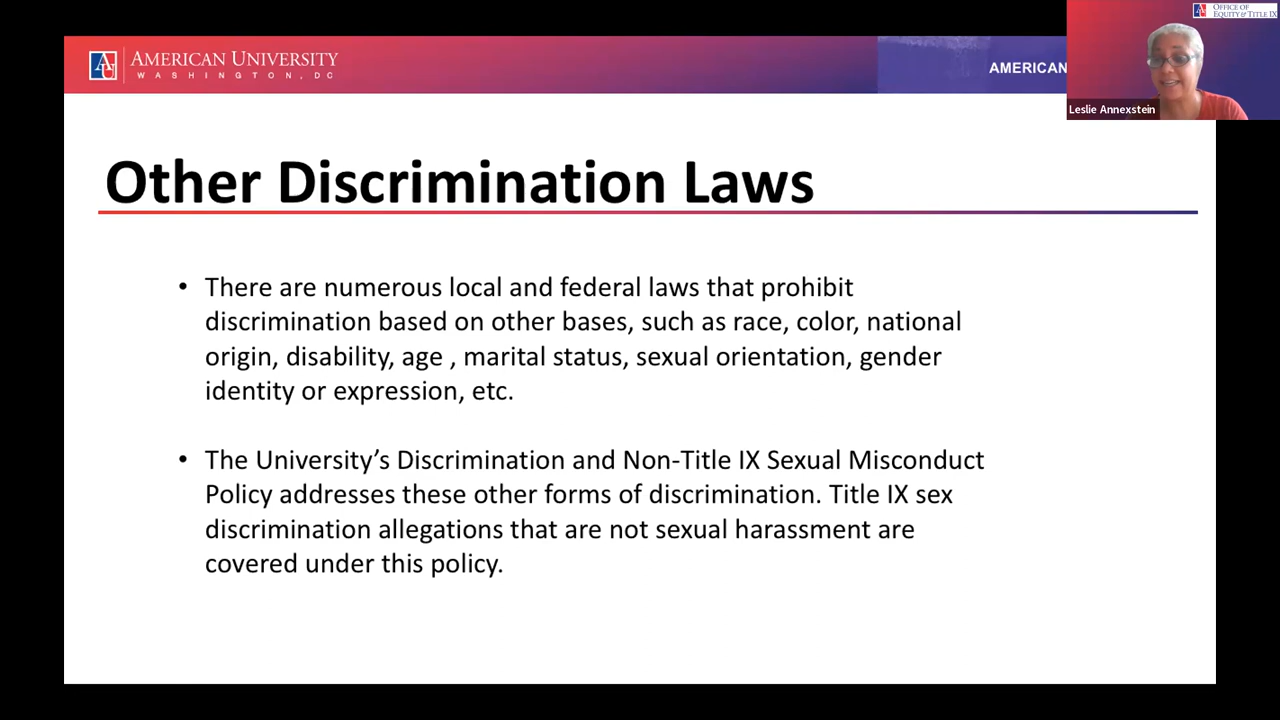 OFFICE OF
EQUITY & TITLE IX
AMERICAN UNIVERSITY
WASHINGTON, DC
AMERICAN
Leslie Annexstein
Other Discrimination Laws
• There are numerous local and federal laws that prohibit
discrimination based on other bases, such as race, color, national
origin, disability, age , marital status, sexual orientation, gender
identity or expression, etc.
• The University’s Discrimination and Non-Title IX Sexual Misconduct
Policy addresses these other forms of discrimination. Title IX sex
discrimination allegations that are not sexual harassment are
covered under this policy.